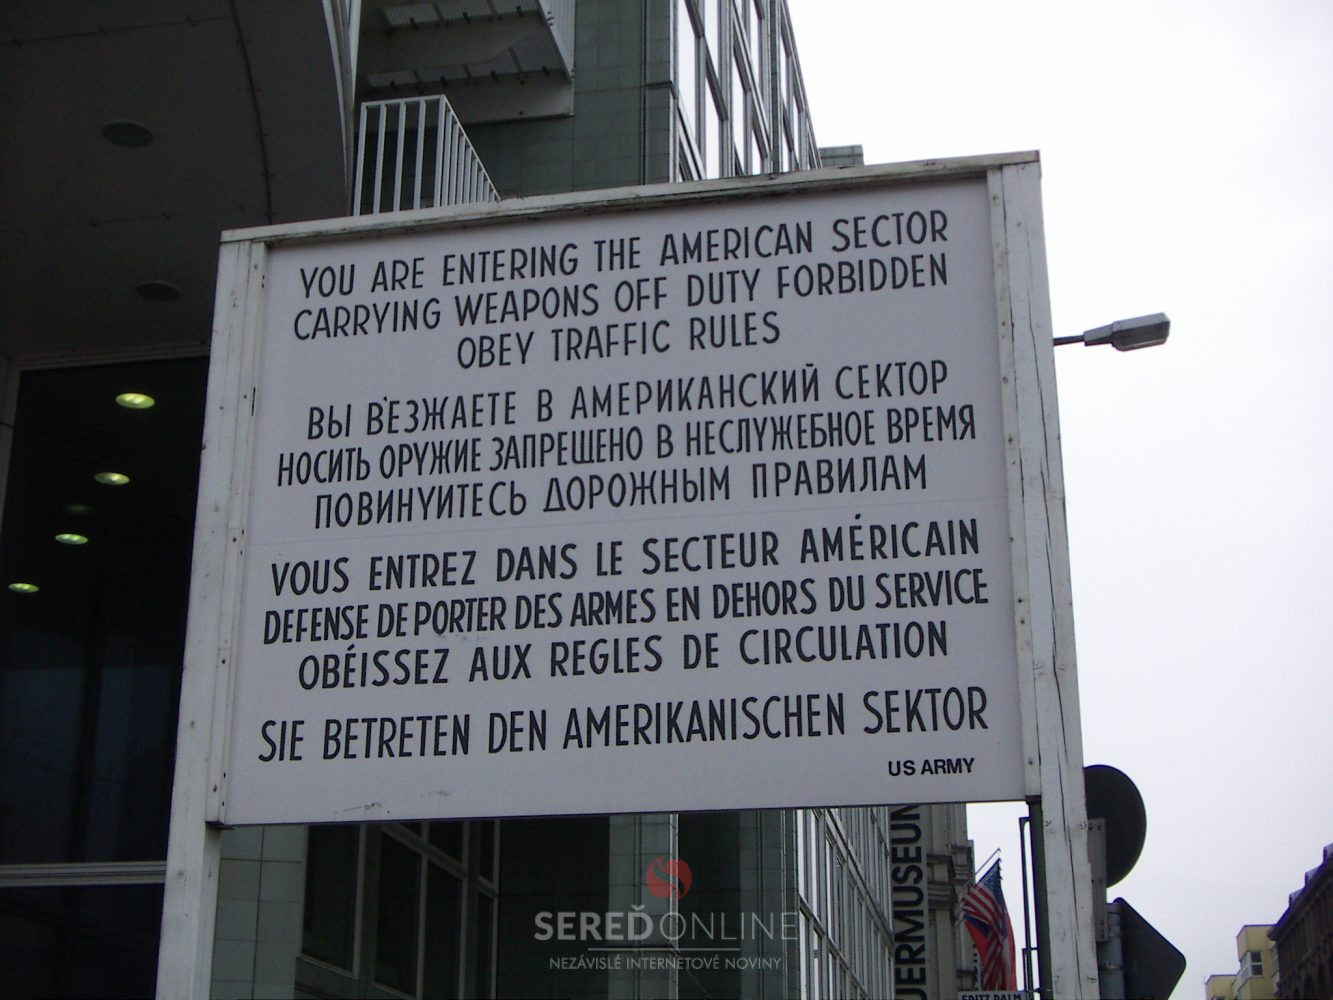 YOU ARE ENTERING THE AMERICAN SECTOR
CARRYING WEAPONS OFF DUTY FORBIDDEN
OBEY TRAFFIC RULES
ВЫ В'ЕЗЖАЕТЕ В АМЕРИКАНСКИЙ СЕКТОР
НОСИТЬ ОРУЖИЕ ЗАПРЕЩЕНО В НЕСЛУЖЕБНОЕ ВРЕМЯ
ПОВИНУИТЕСЬ ДОРОЖНЫМ ПРАВИЛАМ
VOUS ENTREZ DANS LE SECTEUR AMÉRICAIN
DEFENSE DE PORTER DES ARMES EN DEHORS DU SERVICE
OBÉISSEZ AUX REGLES DE CIRCULATION
SIE BETRETEN DEN AMERIKANISCHEN SEKTOR
US ARMY
SEREĎONLINE
NEZÁVISLÉ INTERNETOVÉ NOVINY